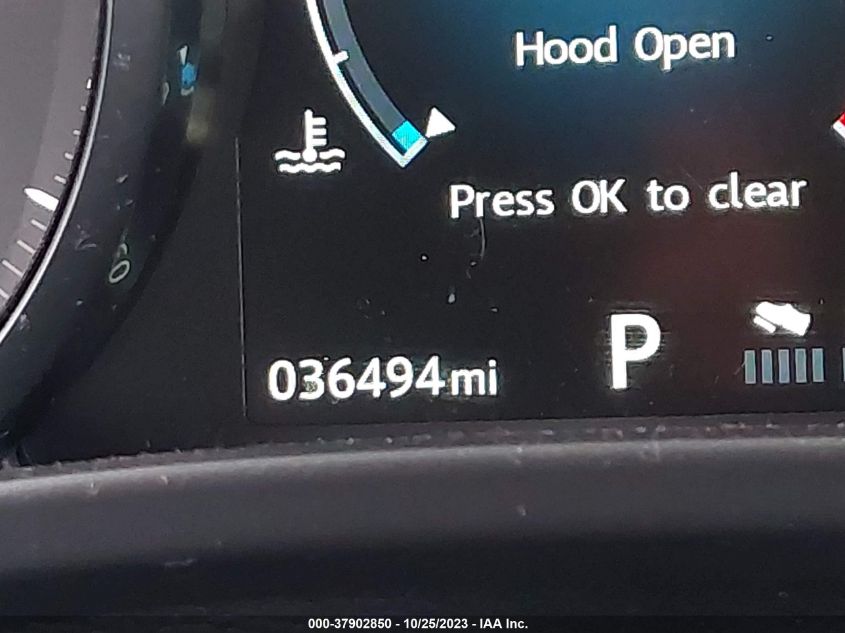 Hood Open
Press OK to clear
036494mi
P
000-37902850 - 10/25/2023 - IAA Inc.